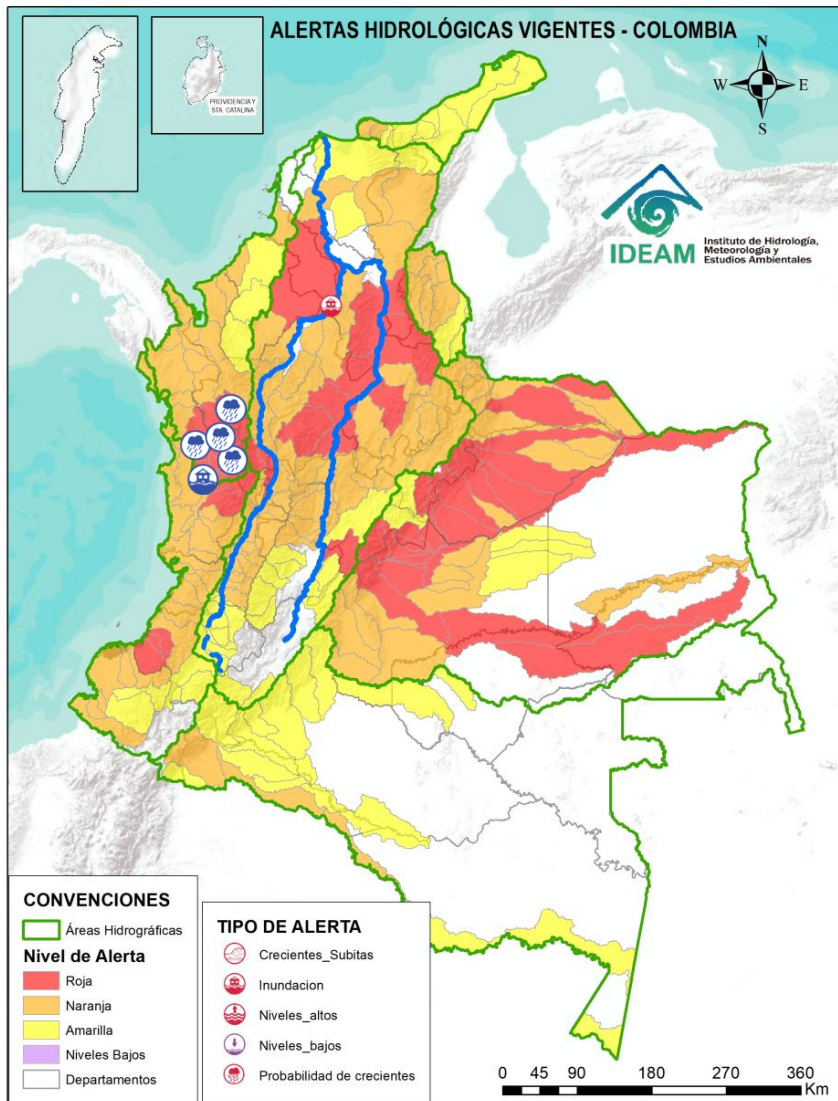 ALERTAS HIDROLÓGICAS VIGENTES - COLOMBIA
PROVIDENCIA Y
STA. CATALINA
N
W E
S
IDEAM
Instituto de Hidrología,
Meteorología y
Estudios Ambientales
CONVENCIONES
Áreas Hidrográficas
Nivel de Alerta
Roja
Naranja
Amarilla
Niveles Bajos
Departamentos
TIPO DE ALERTA
Crecientes_Subitas
Inundacion
Niveles_altos
Niveles_bajos
Probabilidad de crecientes
0 45 90 180 270 360
Km